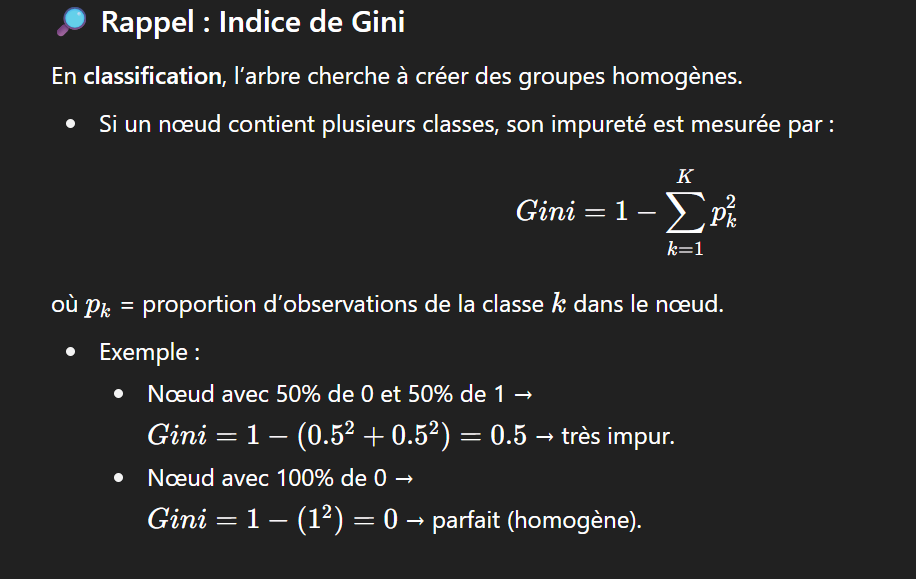 🔎 Rappel : Indice de Gini
En classification, l’arbre cherche à créer des groupes homogènes.
• Si un nœud contient plusieurs classes, son impureté est mesurée par :
$Gini = 1 - \sum_{k=1}^{K} p_k^2$
où $p_k$ = proportion d’observations de la classe $k$ dans le nœud.
• Exemple :
• Nœud avec 50% de 0 et 50% de 1 →
$Gini = 1 - (0.5^2 + 0.5^2) = 0.5$ → très impur.
• Nœud avec 100% de 0 →
$Gini = 1 - (1^2) = 0$ → parfait (homogène).